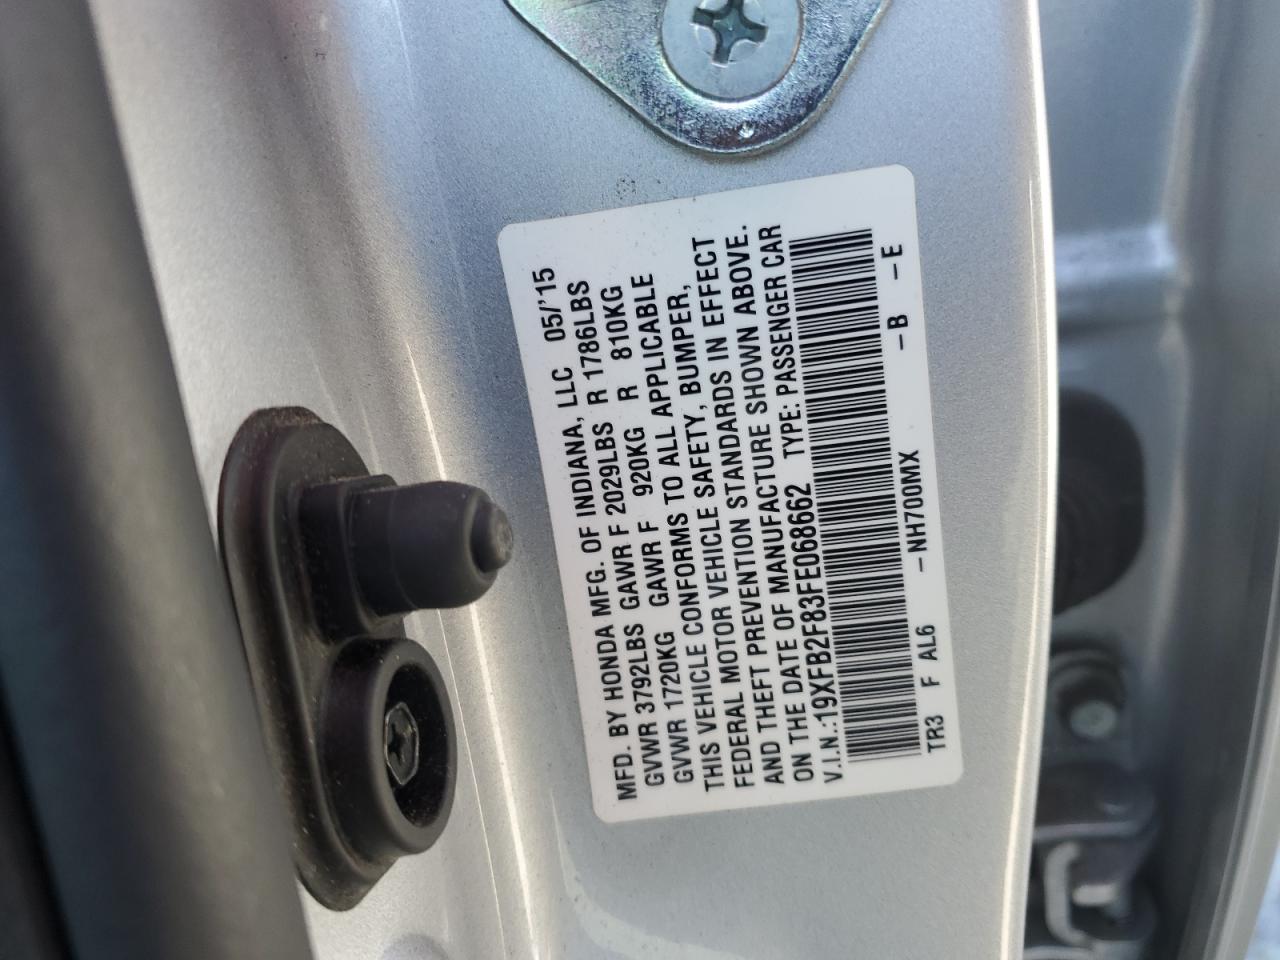 MFD. BY HONDA MFG. OF INDIANA, LLC 05/'15
GVWR 3792LBS GAWR F 2029LBS R 1786LBS
GVWR 1720KG GAWR F 920KG R 810KG
THIS VEHICLE CONFORMS TO ALL APPLICABLE
FEDERAL MOTOR VEHICLE SAFETY, BUMPER,
AND THEFT PREVENTION STANDARDS IN EFFECT
ON THE DATE OF MANUFACTURE SHOWN ABOVE.
V.I.N.:19XFB2F83FE068662 TYPE: PASSENGER CAR
TR3 F AL6 – NH700MX – B – E